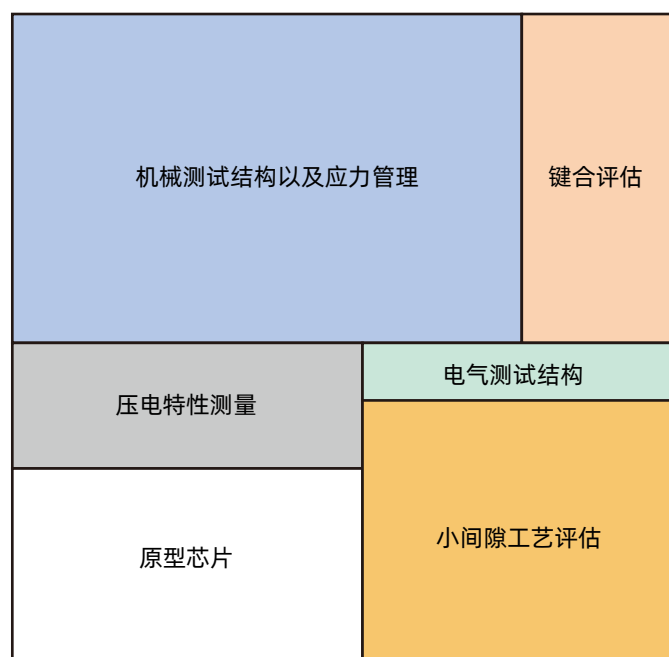 机械测试结构以及应力管理
键合评估
压电特性测量
电气测试结构
原型芯片
小间隙工艺评估